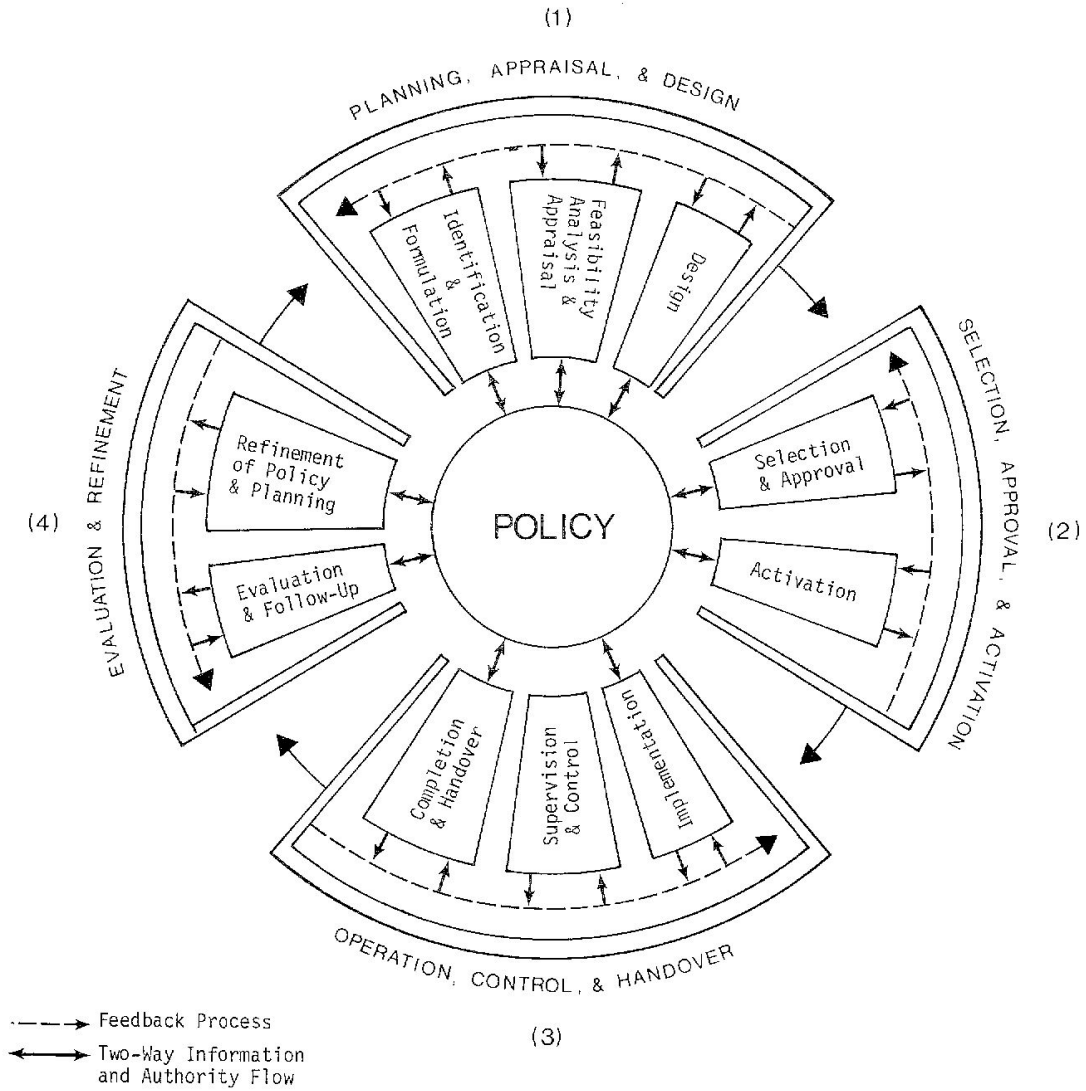 (1)
PLANNING, APPRAISAL, & DESIGN
Identification
&
Formulation
Feasibility
Analysis &
Appraisal
Design
(2)
SELECTION, APPROVAL, & ACTIVATION
Selection
& Approval
Activation
POLICY
(3)
OPERATION, CONTROL, & HANDOVER
Implementation
Supervision
& Control
Completion
& Handover
(4)
EVALUATION & REFINEMENT
Evaluation
& Follow-Up
Refinement
of Policy
& Planning
Feedback Process
Two-Way Information
and Authority Flow